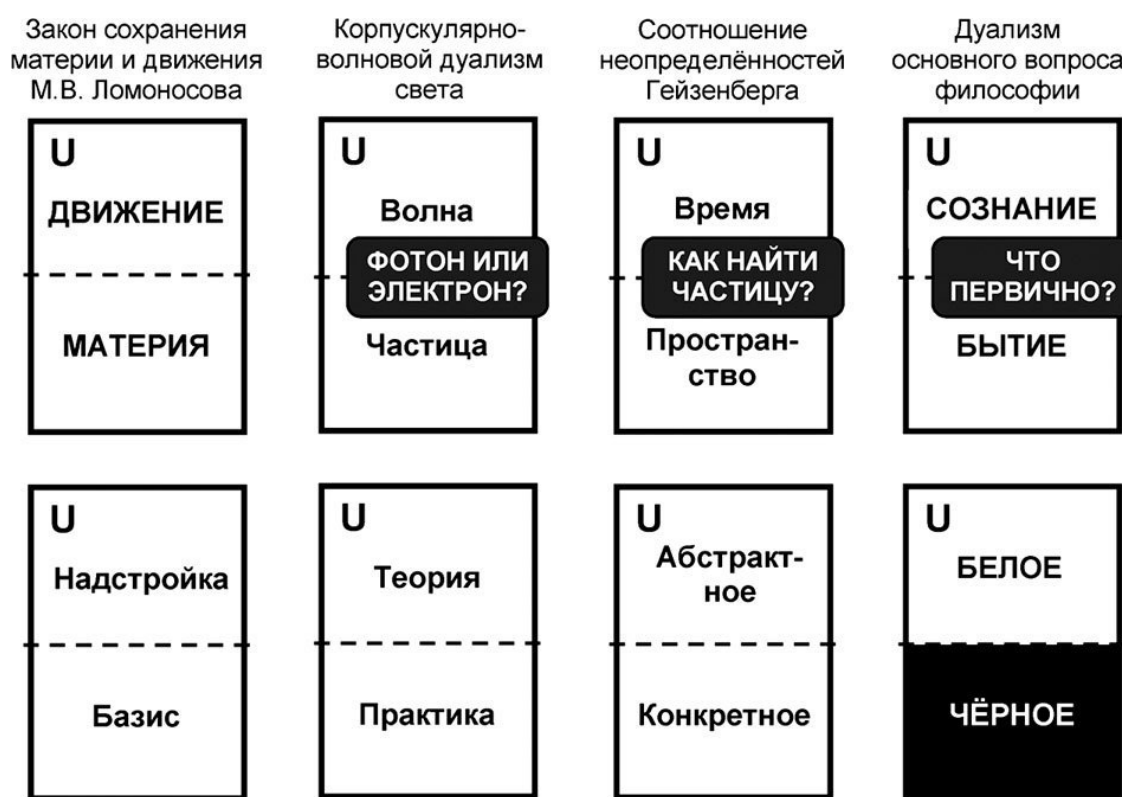 Закон сохранения
материи и движения
М.В. Ломоносова
Корпускулярно-
волновой дуализм
света
Соотношение
неопределённостей
Гейзенберга
Дуализм
основного вопроса
философии
U
ДВИЖЕНИЕ
МАТЕРИЯ
U
Волна
ФОТОН ИЛИ
ЭЛЕКТРОН?
Частица
U
Время
КАК НАЙТИ
ЧАСТИЦУ?
Простран-
ство
U
СОЗНАНИЕ
ЧТО
ПЕРВИЧНО?
БЫТИЕ
U
Надстройка
Базис
U
Теория
Практика
U
Абстракт-
ное
Конкретное
U
БЕЛОЕ
ЧЁРНОЕ